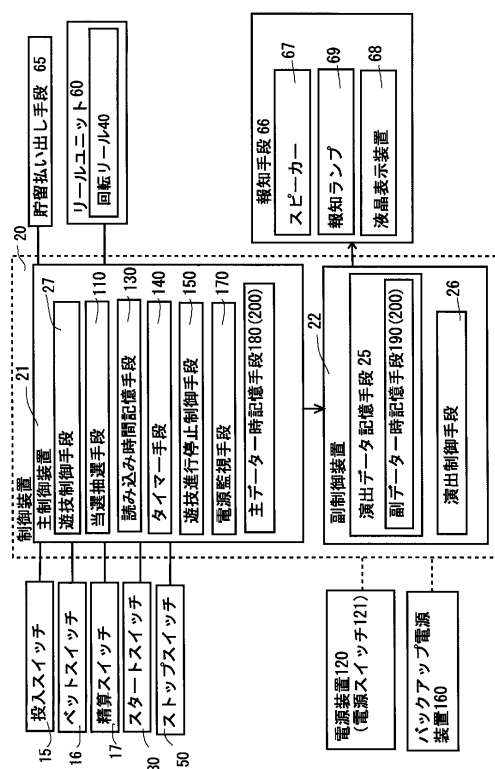 投入スイッチ
15
ベットスイッチ
16
精算スイッチ
17
スタートスイッチ
30
ストップスイッチ
50
電源装置120
(電源スイッチ121)
バックアップ電源
装置160
20
制御装置
21
主制御装置
27
遊技制御手段
110
当選抽選手段
130
読み込み時間記憶手段
140
タイマー手段
150
遊技進行停止制御手段
170
電源監視手段
主データ一時記憶手段180(200)
22
副制御装置
演出データ記憶手段25
副データ一時記憶手段190(200)
26
演出制御手段
貯留払い出し手段 65
リールユニット60
回転リール40
報知手段 66
67
スピーカー
69
報知ランプ
68
液晶表示装置